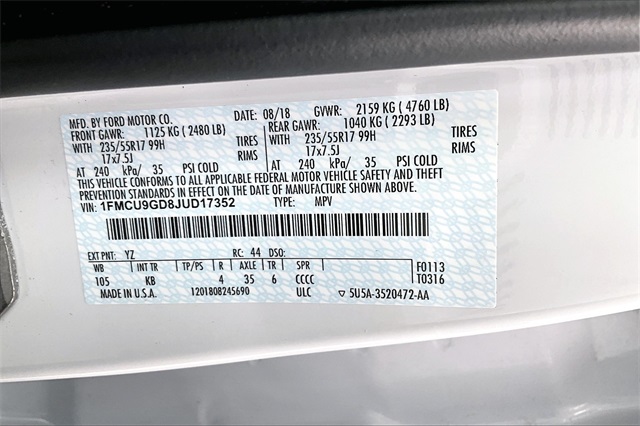 MFD. BY FORD MOTOR CO. DATE: 08/18 GVWR: 2159 KG ( 4760 LB)
FRONT GAWR: 1125 KG ( 2480 LB) REAR GAWR: 1040 KG ( 2293 LB)
WITH 235/55R17 99H TIRES WITH 235/55R17 99H TIRES
17x7.5J RIMS 17x7.5J RIMS
AT 240 kPa/ 35 PSI COLD AT 240 kPa/ 35 PSI COLD
THIS VEHICLE CONFORMS TO ALL APPLICABLE FEDERAL MOTOR VEHICLE SAFETY AND THEFT
PREVENTION STANDARDS IN EFFECT ON THE DATE OF MANUFACTURE SHOWN ABOVE.
VIN: 1FMCU9GD8JUD17352 TYPE: MPV
EXT PNT: YZ RC: 44 DSO:
WB INT TR TP/PS R AXLE TR SPR F0113
105 KB 4 35 6 CCCC T0316
MADE IN U.S.A. 1201808245690 ULC ▽ 5U5A-3520472-AA